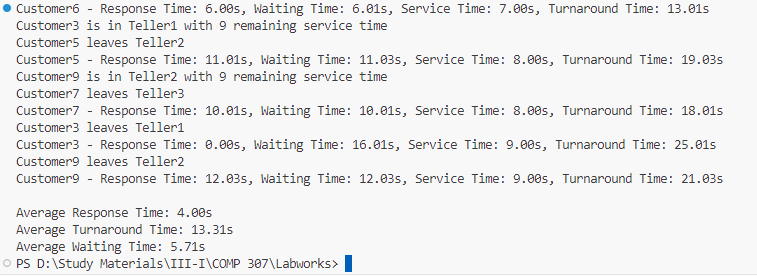 Customer6 - Response Time: 6.00s, Waiting Time: 6.01s, Service Time: 7.00s, Turnaround Time: 13.01s
Customer3 is in Teller1 with 9 remaining service time
Customer5 leaves Teller2
Customer5 - Response Time: 11.01s, Waiting Time: 11.03s, Service Time: 8.00s, Turnaround Time: 19.03s
Customer9 is in Teller2 with 9 remaining service time
Customer7 leaves Teller3
Customer7 - Response Time: 10.01s, Waiting Time: 10.01s, Service Time: 8.00s, Turnaround Time: 18.01s
Customer3 leaves Teller1
Customer3 - Response Time: 0.00s, Waiting Time: 16.01s, Service Time: 9.00s, Turnaround Time: 25.01s
Customer9 leaves Teller2
Customer9 - Response Time: 12.03s, Waiting Time: 12.03s, Service Time: 9.00s, Turnaround Time: 21.03s
Average Response Time: 4.00s
Average Turnaround Time: 13.31s
Average Waiting Time: 5.71s
PS D:\Study Materials\III-I\COMP 307\Labworks>